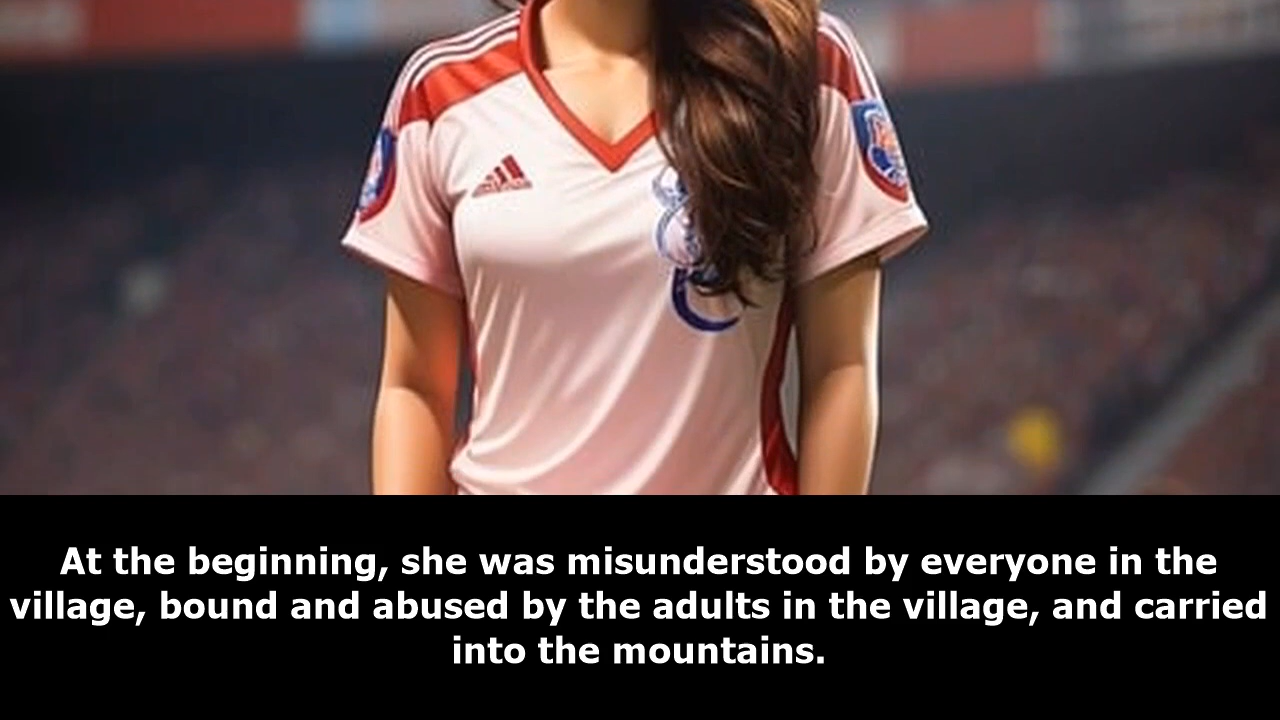 At the beginning, she was misunderstood by everyone in the
village, bound and abused by the adults in the village, and carried
into the mountains.